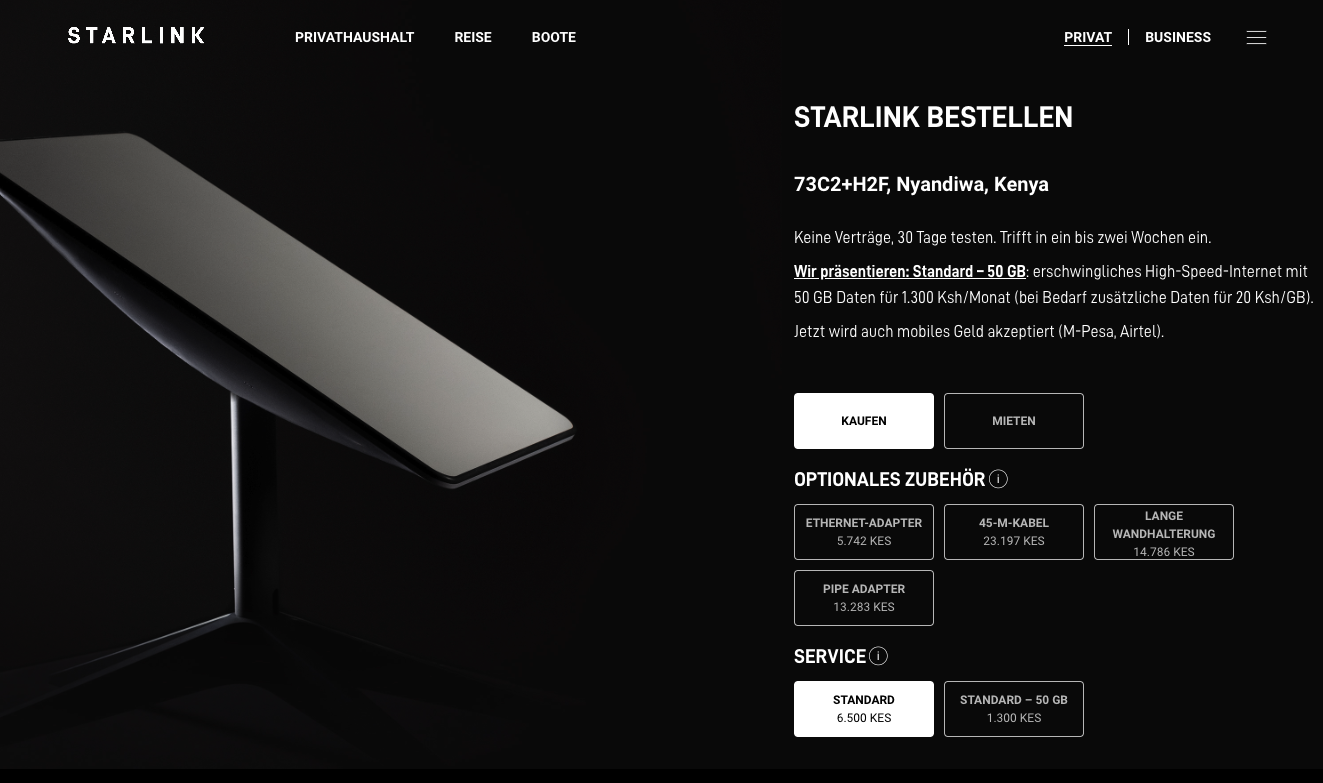 STARLINK
PRIVATHAUSHALT
REISE
BOOTE
PRIVAT
BUSINESS
STARLINK BESTELLEN
73C2+H2F, Nyandiwa, Kenya
Keine Verträge, 30 Tage testen. Trifft in ein bis zwei Wochen ein.
Wir präsentieren: Standard – 50 GB: erschwingliches High-Speed-Internet mit
50 GB Daten für 1.300 Ksh/Monat (bei Bedarf zusätzliche Daten für 20 Ksh/GB).
Jetzt wird auch mobiles Geld akzeptiert (M-Pesa, Airtel).
KAUFEN
MIETEN
OPTIONALES ZUBEHÖR
ETHERNET-ADAPTER
5.742 KES
45-M-KABEL
23.197 KES
LANGE
WANDHALTERUNG
14.786 KES
PIPE ADAPTER
13.283 KES
SERVICE
STANDARD
6.500 KES
STANDARD – 50 GB
1.300 KES